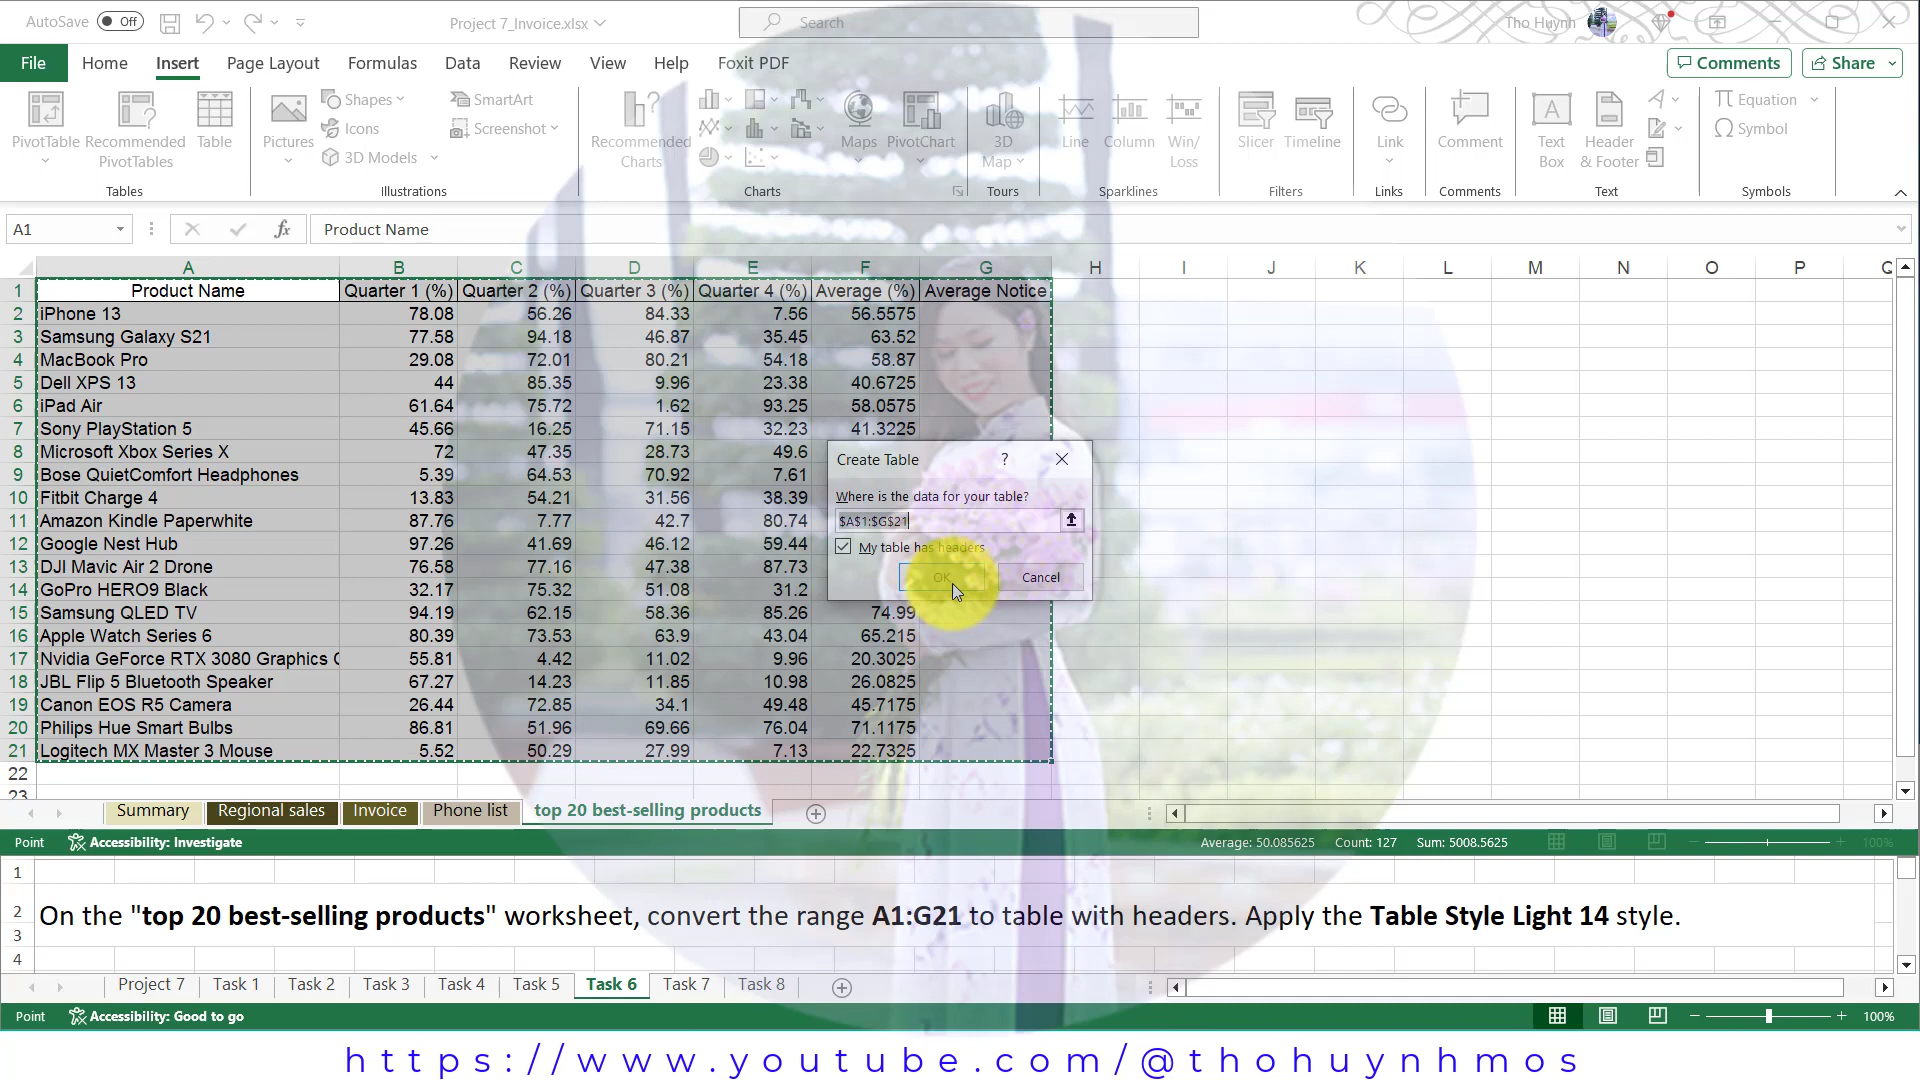 AutoSave Off Project 7_Invoice.xlsx Search Tho Huynh
File Home Insert Page Layout Formulas Data Review View Help Foxit PDF Comments Share
PivotTable Recommended PivotTables Table Pictures Shapes Icons 3D Models SmartArt Screenshot Recommended Charts Maps PivotChart 3D Map Line Column Win/Loss Slicer Timeline Link Comment Text Box Header & Footer Equation Symbol
Tables Illustrations Charts Tours Sparklines Filters Links Comments Text Symbols
A1 fx Product Name
A B C D E F G H I J K L M N O P Q
1 Product Name Quarter 1 (%) Quarter 2 (%) Quarter 3 (%) Quarter 4 (%) Average (%) Average Notice
2 iPhone 13 78.08 56.26 84.33 7.56 56.5575
3 Samsung Galaxy S21 77.58 94.18 46.87 35.45 63.52
4 MacBook Pro 29.08 72.01 80.21 54.18 58.87
5 Dell XPS 13 44 85.35 9.96 23.38 40.6725
6 iPad Air 61.64 75.72 1.62 93.25 58.0575
7 Sony PlayStation 5 45.66 16.25 71.15 32.23 41.3225
8 Microsoft Xbox Series X 72 47.35 28.73 49.6
9 Bose QuietComfort Headphones 5.39 64.53 70.92 7.61
10 Fitbit Charge 4 13.83 54.21 31.56 38.39
11 Amazon Kindle Paperwhite 87.76 7.77 42.7 80.74
12 Google Nest Hub 97.26 41.69 46.12 59.44
13 DJI Mavic Air 2 Drone 76.58 77.16 47.38 87.73
14 GoPro HERO9 Black 32.17 75.32 51.08 31.2
15 Samsung QLED TV 94.19 62.15 58.36 85.26 74.99
16 Apple Watch Series 6 80.39 73.53 63.9 43.04 65.215
17 Nvidia GeForce RTX 3080 Graphics C 55.81 4.42 11.02 9.96 20.3025
18 JBL Flip 5 Bluetooth Speaker 67.27 14.23 11.85 10.98 26.0825
19 Canon EOS R5 Camera 26.44 72.85 34.1 49.48 45.7175
20 Philips Hue Smart Bulbs 86.81 51.96 69.66 76.04 71.1175
21 Logitech MX Master 3 Mouse 5.52 50.29 27.99 7.13 22.7325
22
23
Create Table ?
Where is the data for your table?
$A$1:$G$21
My table has headers
OK Cancel
Summary Regional sales Invoice Phone list top 20 best-selling products
Point Accessibility: Investigate Average: 50.085625 Count: 127 Sum: 5008.5625 100%
1
2 On the "top 20 best-selling products" worksheet, convert the range A1:G21 to table with headers. Apply the Table Style Light 14 style.
3
4
Project 7 Task 1 Task 2 Task 3 Task 4 Task 5 Task 6 Task 7 Task 8
Point Accessibility: Good to go 100%
https://www.youtube.com/@thohuynhmos